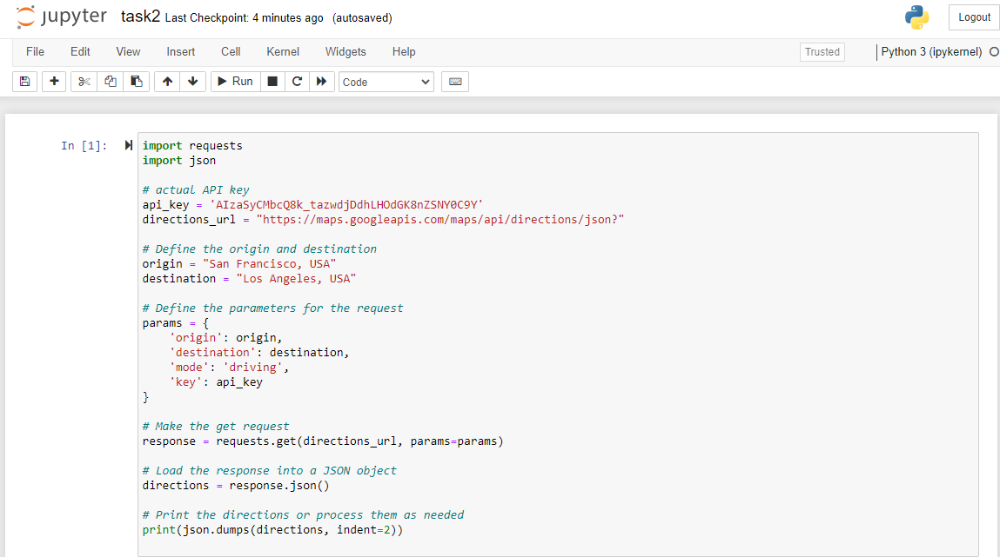 jupyter task2 Last Checkpoint: 4 minutes ago (autosaved) Logout
File Edit View Insert Cell Kernel Widgets Help Trusted Python 3 (ipykernel)
Run Code
In [1]:
import requests
import json
# actual API key
api_key = 'AIzaSyCMbcQ8k_tazwdjDdhLHOdGK8nZSNY0C9Y'
directions_url = "https://maps.googleapis.com/maps/api/directions/json?"
# Define the origin and destination
origin = "San Francisco, USA"
destination = "Los Angeles, USA"
# Define the parameters for the request
params = {
    'origin': origin,
    'destination': destination,
    'mode': 'driving',
    'key': api_key
}
# Make the get request
response = requests.get(directions_url, params=params)
# Load the response into a JSON object
directions = response.json()
# Print the directions or process them as needed
print(json.dumps(directions, indent=2))